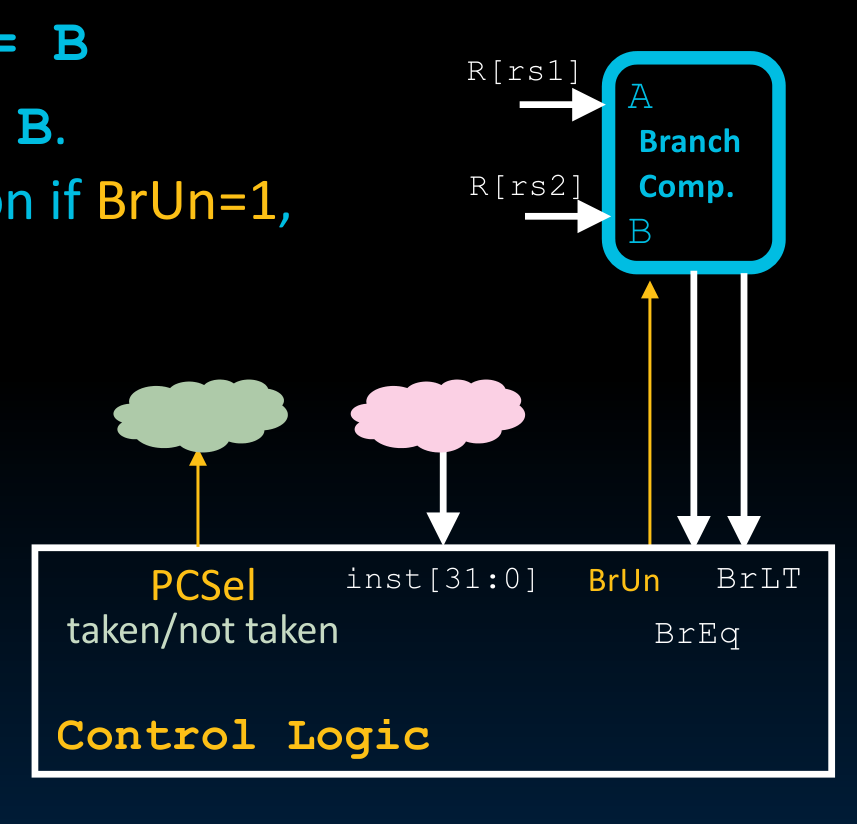 = B
B.
on if BrUn=1,
R[rs1]
A
Branch
Comp.
R[rs2]
B
PCSel
taken/not taken
inst[31:0]
BrUn
BrLT
BrEq
Control Logic